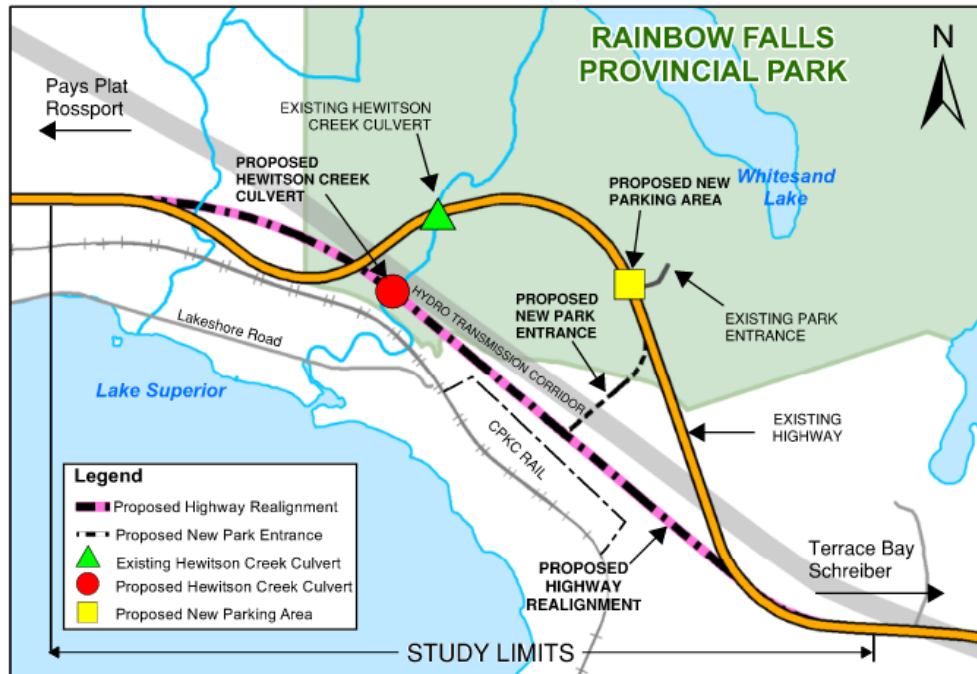 RAINBOW FALLS
PROVINCIAL PARK
N
Pays Plat
Rossport
EXISTING HEWITSON
CREEK CULVERT
PROPOSED
HEWITSON CREEK
CULVERT
PROPOSED NEW
PARKING AREA
Whitesand
Lake
HYDRO TRANSMISSION CORRIDOR
PROPOSED
NEW PARK
ENTRANCE
EXISTING PARK
ENTRANCE
Lakeshore Road
Lake Superior
CPKC RAIL
EXISTING
HIGHWAY
Legend
Proposed Highway Realignment
Proposed New Park Entrance
Existing Hewitson Creek Culvert
Proposed Hewitson Creek Culvert
Proposed New Parking Area
PROPOSED
HIGHWAY
REALIGNMENT
Terrace Bay
Schreiber
STUDY LIMITS